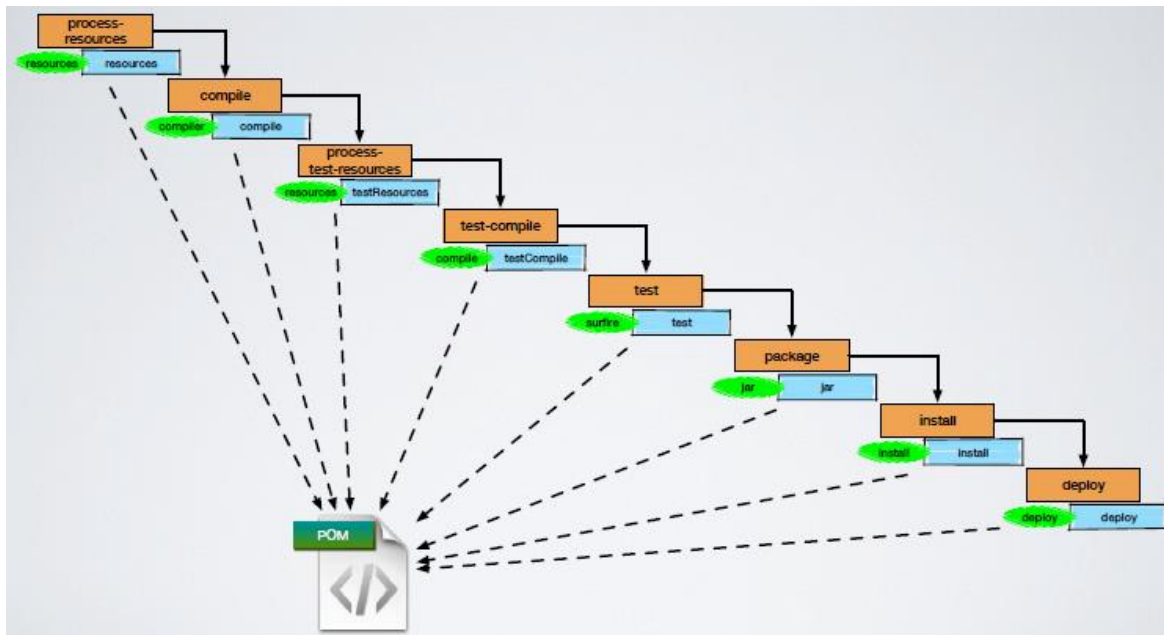 process-
resources
resources
resources
compile
compiler
compile
process-
test-resources
resources
testResources
test-compile
compile
testCompile
test
surfire
test
package
jar
jar
install
install
install
deploy
deploy
deploy
POM
</>